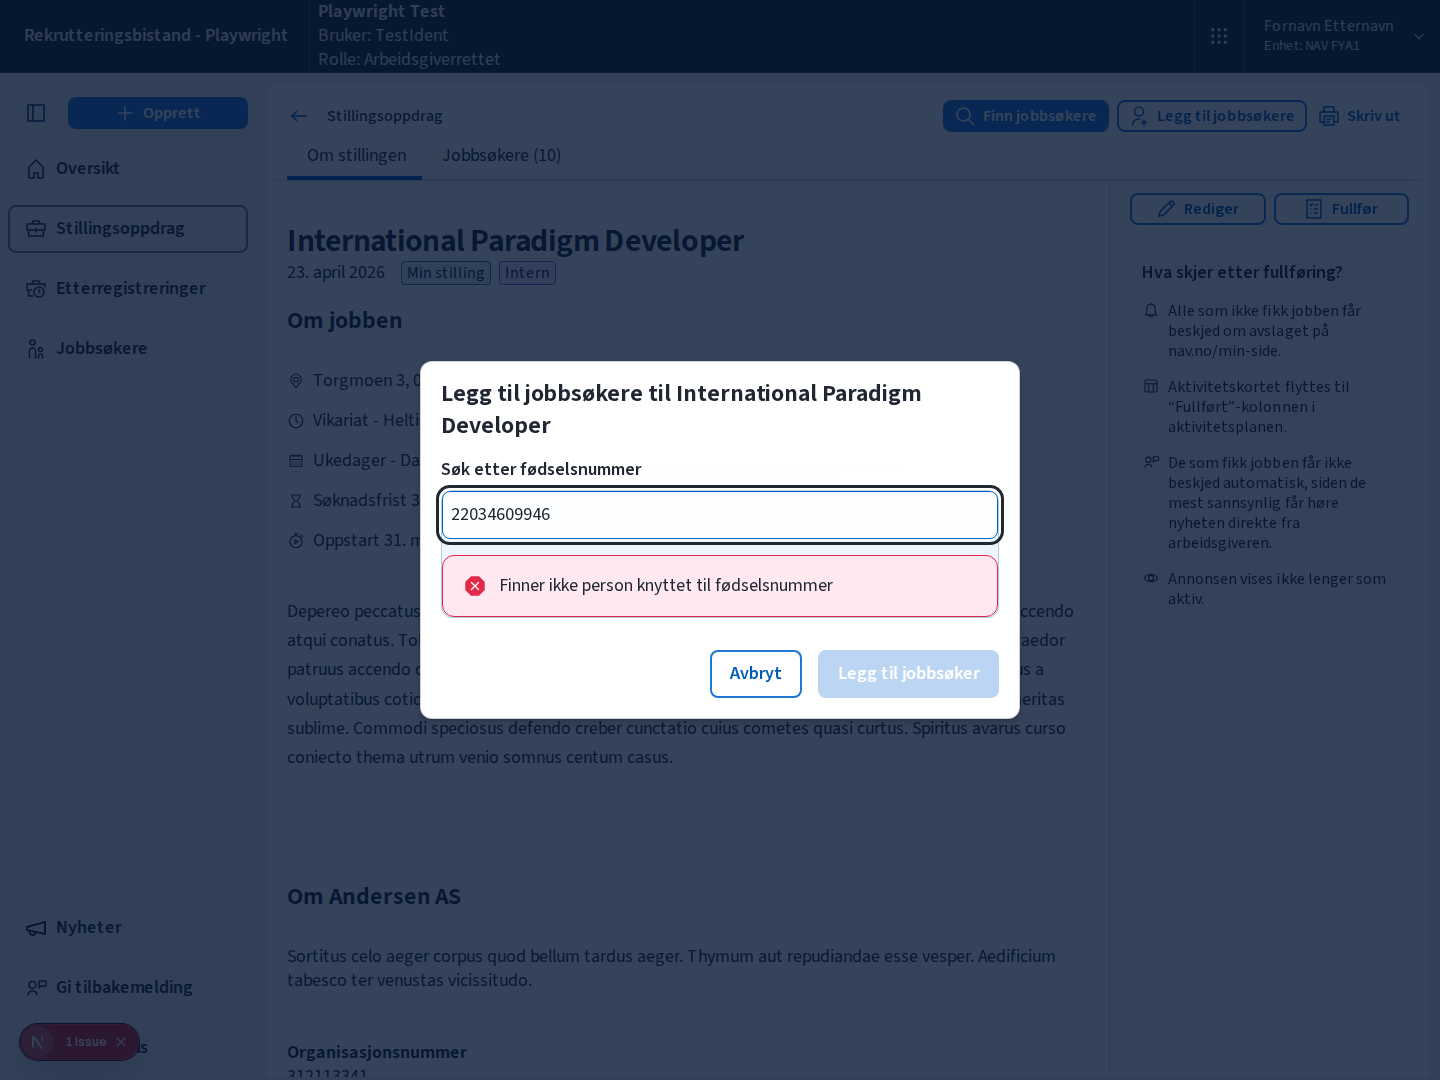 Rekrutteringsbistand - Playwright
Playwright Test
Bruker: TestIdent
Rolle: Arbeidsgiverrettet
Fornavn Etternavn
Enhet: NAV FYA1
Opprett
Oversikt
Stillingsoppdrag
Etterregistreringer
Jobbsøkere
Nyheter
Gi tilbakemelding
1 Issue
Stillingsoppdrag
Finn jobbsøkere
Legg til jobbsøkere
Skriv ut
Om stillingen
Jobbsøkere (10)
International Paradigm Developer
23. april 2026
Min stilling
Intern
Om jobben
Torgmoen 3,
Vikariat - Helti
Ukedager - Da
Søknadsfrist 3
Oppstart 31. m
Depereo peccatus ccendo
atqui conatus. Tol raedor
patruus accendo c us a
voluptatibus cotic eritas
sublime. Commodi speciosus defendo creber cunctatio cuius cometes quasi curtus. Spiritus avarus curso
coniecto thema utrum venio somnus centum casus.
Om Andersen AS
Sortitus celo aeger corpus quod bellum tardus aeger. Thymum aut repudiandae esse vesper. Aedificium
tabesco ter venustas vicissitudo.
Organisasjonsnummer
312113341
Rediger
Fullfør
Hva skjer etter fullføring?
Alle som ikke fikk jobben får
beskjed om avslaget på
nav.no/min-side.
Aktivitetskortet flyttes til
“Fullført”-kolonnen i
aktivitetsplanen.
De som fikk jobben får ikke
beskjed automatisk, siden de
mest sannsynlig får høre
nyheten direkte fra
arbeidsgiveren.
Annonsen vises ikke lenger som
aktiv.
Legg til jobbsøkere til International Paradigm
Developer
Søk etter fødselsnummer
22034609946
Finner ikke person knyttet til fødselsnummer
Avbryt
Legg til jobbsøker